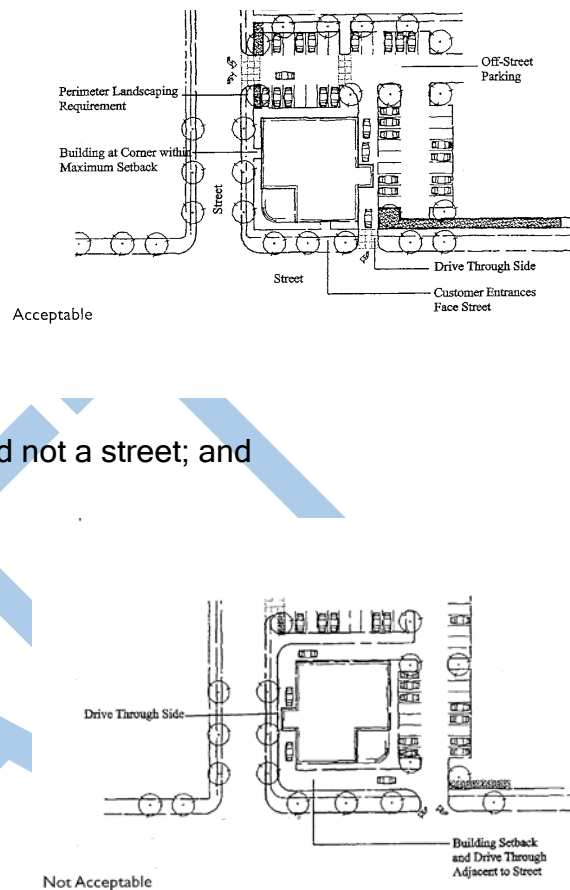 Off-Street
Parking
Perimeter Landscaping
Requirement
Building at Corner within
Maximum Setback
Street
Street
Drive Through Side
Customer Entrances
Face Street
Acceptable
d not a street; and
Drive Through Side
Building Setback
and Drive Through
Adjacent to Street
Not Acceptable